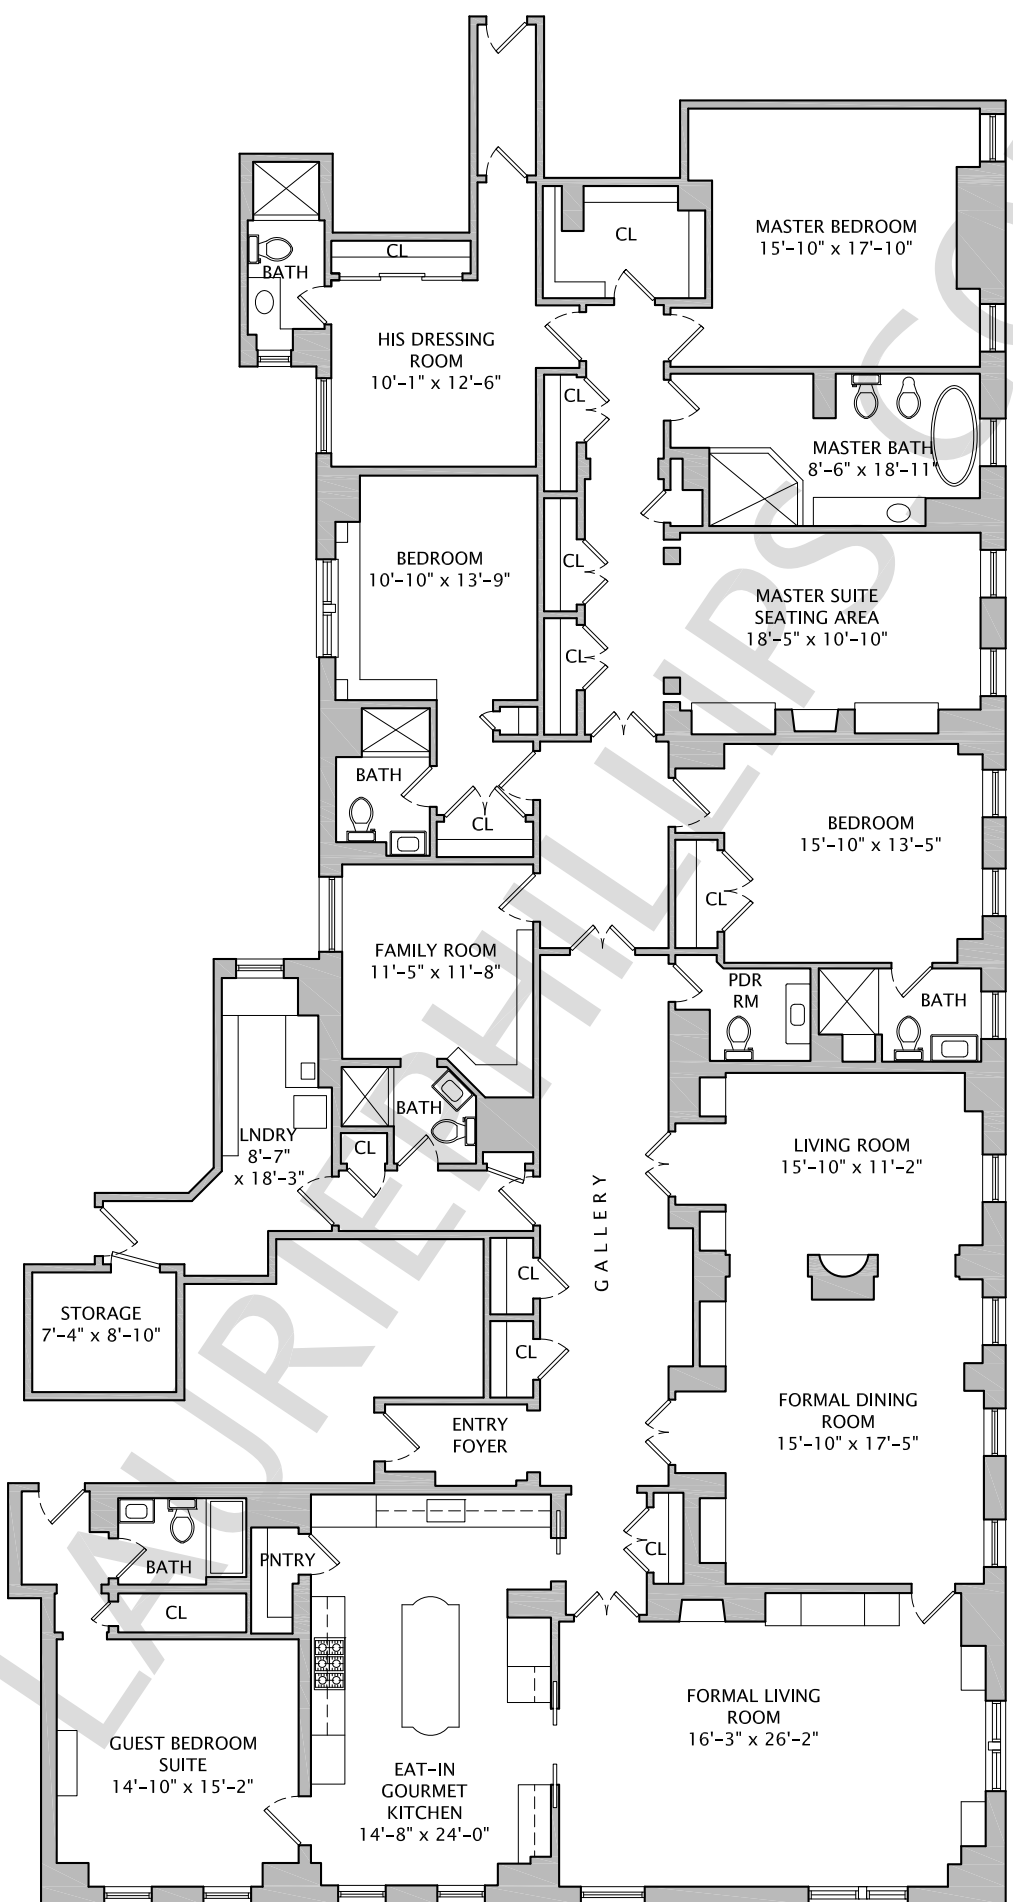 MASTER BEDROOM
15'-10" x 17'-10"
CL
CL
BATH
HIS DRESSING
ROOM
10'-1" x 12'-6"
CL
MASTER BATH
8'-6" x 18'-11"
BEDROOM
10'-10" x 13'-9"
CL
MASTER SUITE
SEATING AREA
18'-5" x 10'-10"
CL
BATH
CL
BEDROOM
15'-10" x 13'-5"
CL
FAMILY ROOM
11'-5" x 11'-8"
PDR
RM
BATH
BATH
LNDRY
8'-7"
x 18'-3"
CL
LIVING ROOM
15'-10" x 11'-2"
GALLERY
CL
STORAGE
7'-4" x 8'-10"
CL
FORMAL DINING
ROOM
15'-10" x 17'-5"
ENTRY
FOYER
BATH
PNTRY
CL
CL
FORMAL LIVING
ROOM
16'-3" x 26'-2"
GUEST BEDROOM
SUITE
14'-10" x 15'-2"
EAT-IN
GOURMET
KITCHEN
14'-8" x 24'-0"
LAURIEPHILLIPS.CO